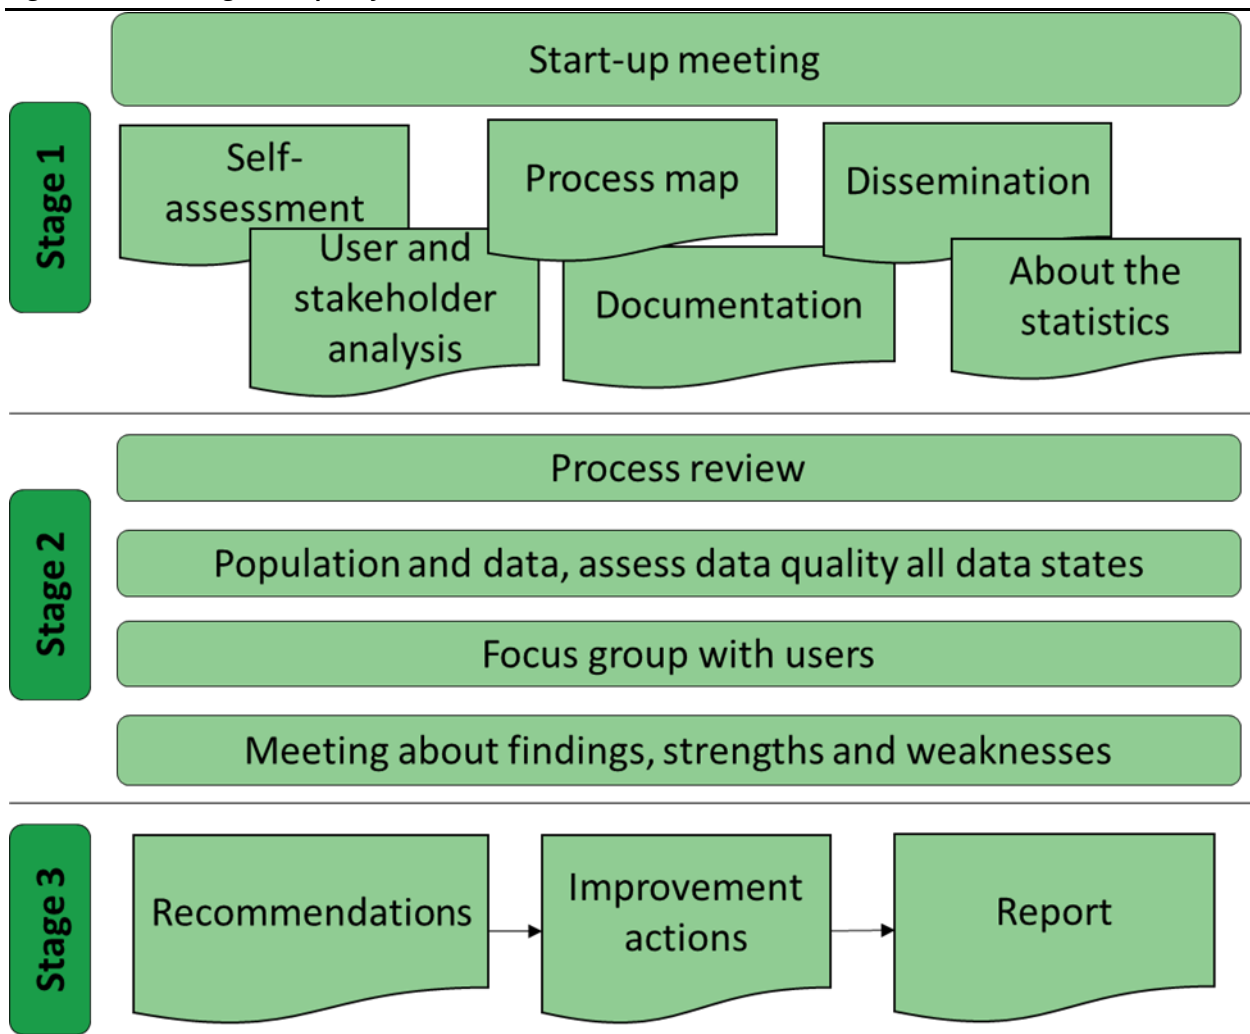 Start-up meeting
Stage 1
Self-
assessment
Process map
Dissemination
User and
stakeholder
analysis
Documentation
About the
statistics
Stage 2
Process review
Population and data, assess data quality all data states
Focus group with users
Meeting about findings, strengths and weaknesses
Stage 3
Recommendations
Improvement
actions
Report